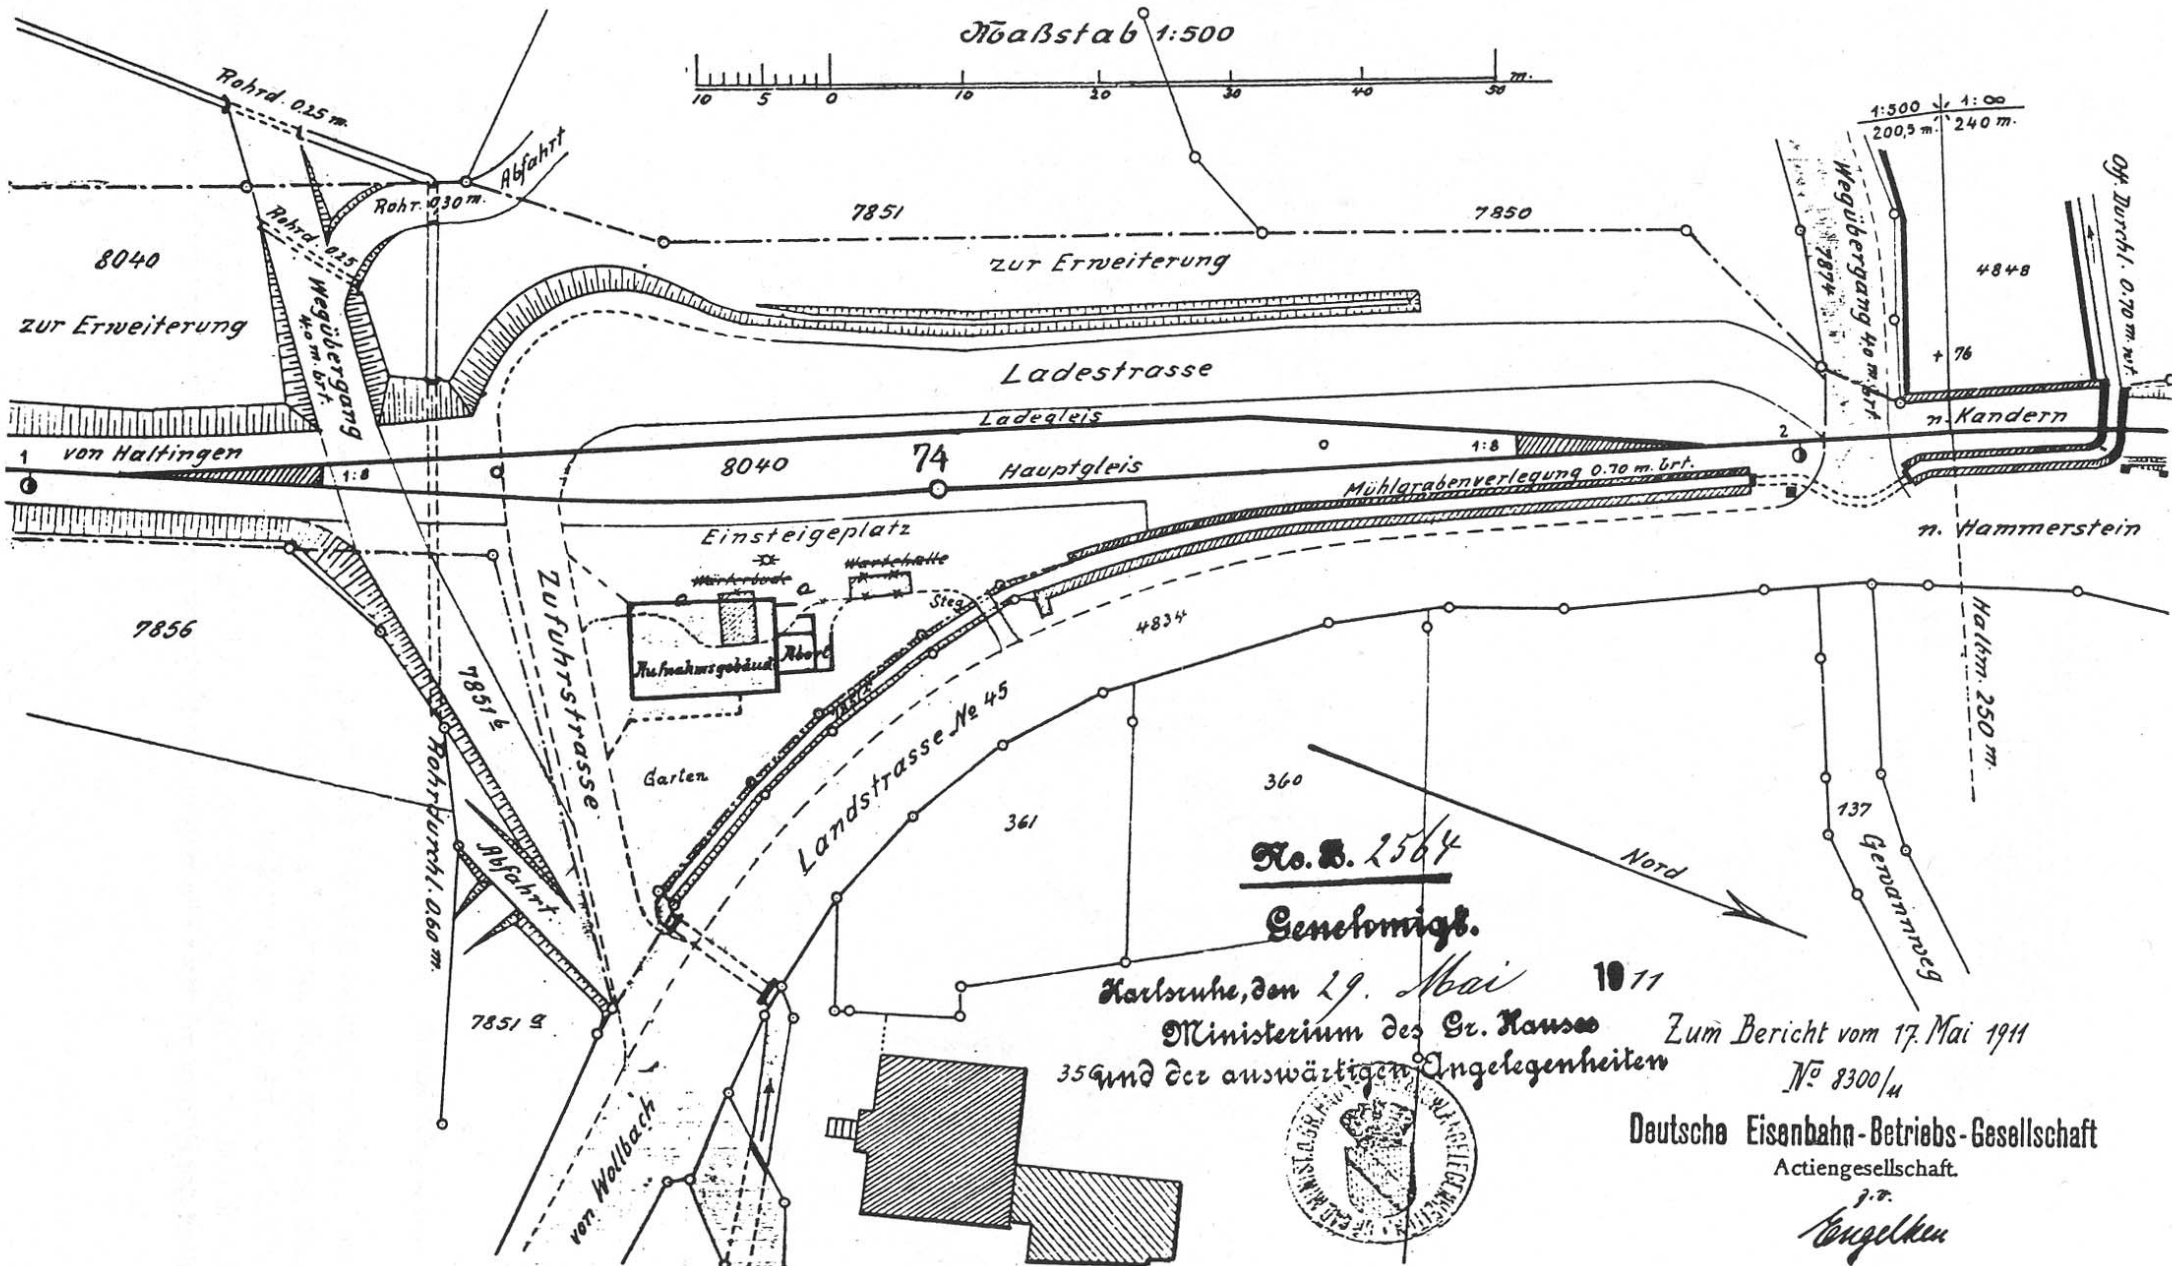 Maßstab 1:500
10 5 0 10 20 30 40 50 m.
Rohrd. 0.25 m.
Abfahrt
Rohr. 0.30 m.
Rohrd. 0.25
8040
zur Erweiterung
Wegübergang
4.0 m. brt.
7851
7850
zur Erweiterung
1:500 1:∞
200,5 m. 240 m.
Wegübergang 4.0 m. brt.
7874
4848
Off. Durchl. 0.70 m. wt.
+ 76
Ladestrasse
Ladegleis
n. Kandern
1
von Haltingen
1:8
8040
74
Hauptgleis
1:8
2
Mühlgrabenverlegung 0.70 m. brt.
n. Hammerstein
Einsteigeplatz
Wärterbude
Wartehalle
Steg
4834
Zufuhrstrasse
Aufnahmsgebäude
Abort
7856
7851 b
Rohrdurchl. 0.60 m.
Garten
Landstrasse No 45
Haltm. 250 m.
361
360
137
Gewannweg
Nord
Abfahrt
7851 a
von Wollbach
No. B. 2564
Genehmigt.
Karlsruhe, den 29. Mai 1911
Ministerium des Gr. Hauses
und der auswärtigen Angelegenheiten
Zum Bericht vom 17. Mai 1911
No 8300/11
Deutsche Eisenbahn-Betriebs-Gesellschaft
Actiengesellschaft.
Engelken